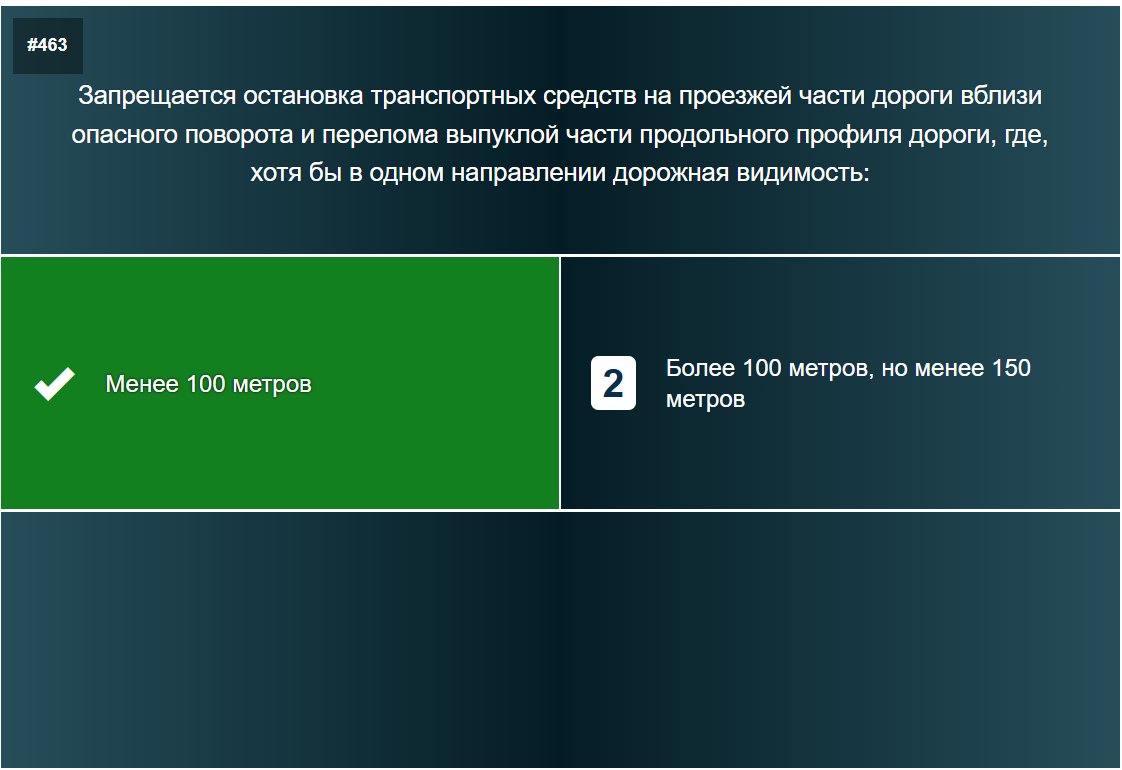 #463
Запрещается остановка транспортных средств на проезжей части дороги вблизи
опасного поворота и перелома выпуклой части продольного профиля дороги, где,
хотя бы в одном направлении дорожная видимость:
Менее 100 метров
2
Более 100 метров, но менее 150
метров